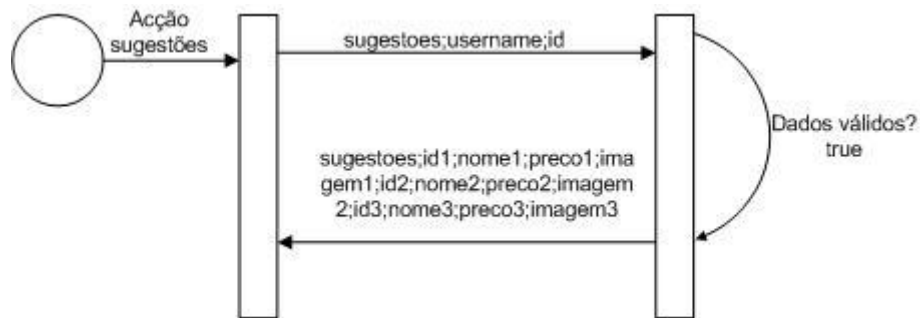 Acção
sugestões
sugestoes;username;id
Dados válidos?
true
sugestoes;id1;nome1;preco1;ima
gem1;id2;nome2;preco2;imagem
2;id3;nome3;preco3;imagem3